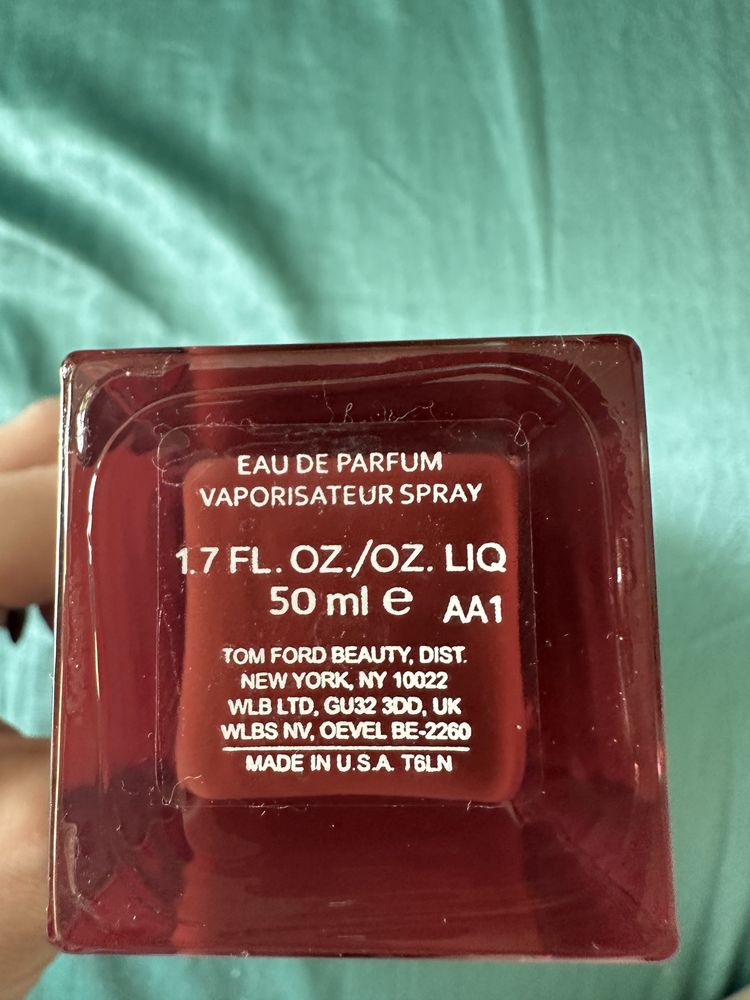 EAU DE PARFUM
VAPORISATEUR SPRAY
1.7 FL. OZ./OZ. LIQ
50 ml e AA1
TOM FORD BEAUTY, DIST.
NEW YORK, NY 10022
WLB LTD, GU32 3DD, UK
WLBS NV, OEVEL BE-2260
MADE IN U.S.A. T6LN